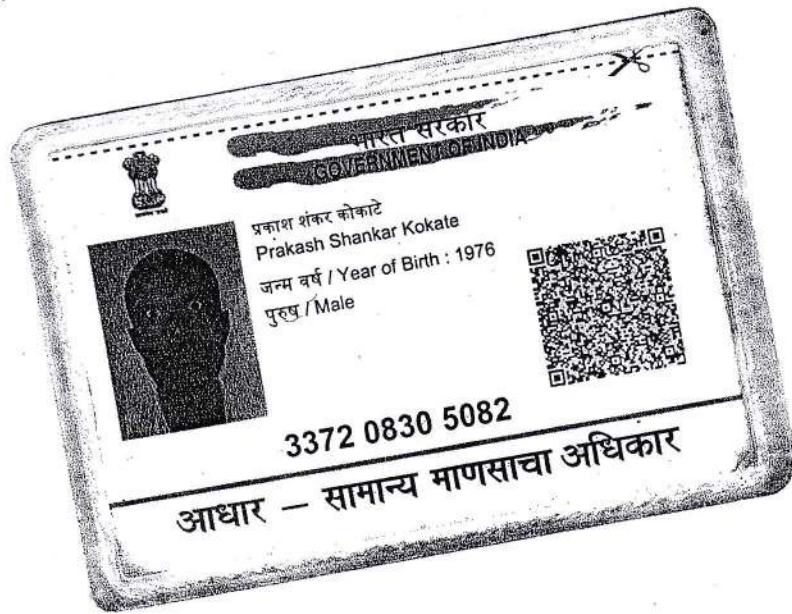 भारत सरकार
GOVERNMENT OF INDIA
प्रकाश शंकर कोकाटे
Prakash Shankar Kokate
जन्म वर्ष / Year of Birth : 1976
पुरुष / Male
3372 0830 5082
आधार — सामान्य माणसाचा अधिकार